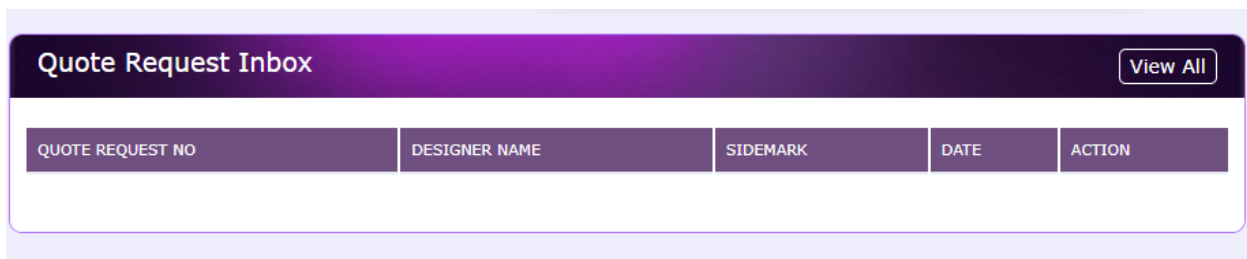 Quote Request Inbox View All
QUOTE REQUEST NO DESIGNER NAME SIDEMARK DATE ACTION